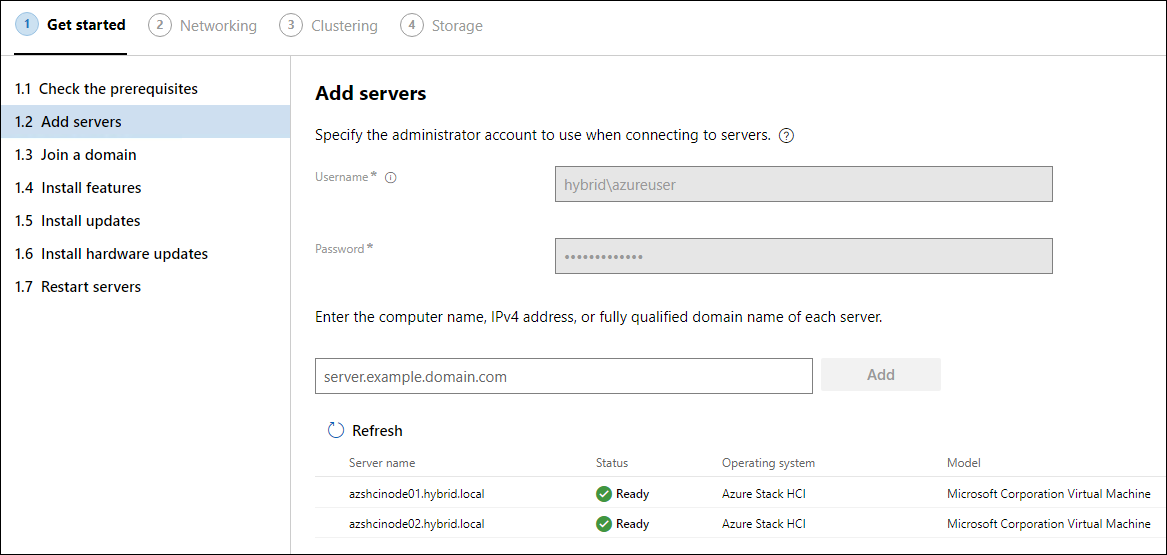 1 Get started 2 Networking 3 Clustering 4 Storage
1.1 Check the prerequisites
1.2 Add servers
1.3 Join a domain
1.4 Install features
1.5 Install updates
1.6 Install hardware updates
1.7 Restart servers
Add servers
Specify the administrator account to use when connecting to servers. ?
Username *
hybrid\azureuser
Password *
•••••••••••••
Enter the computer name, IPv4 address, or fully qualified domain name of each server.
server.example.domain.com Add
Refresh
Server name Status Operating system Model
azshcinode01.hybrid.local Ready Azure Stack HCI Microsoft Corporation Virtual Machine
azshcinode02.hybrid.local Ready Azure Stack HCI Microsoft Corporation Virtual Machine